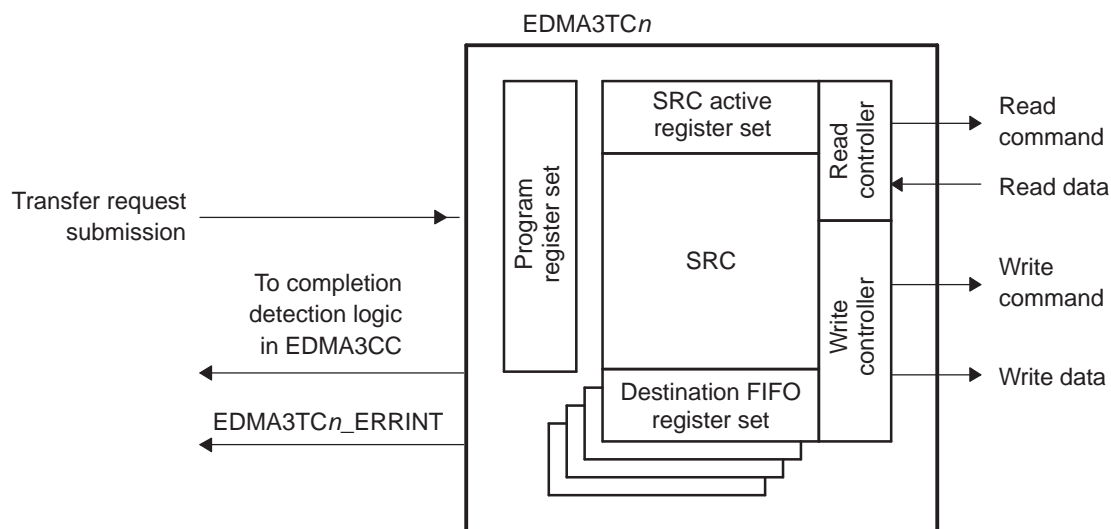 EDMA3TCn
SRC active
register set
Read
controller
Read
command
Read data
Program
register set
Transfer request
submission
SRC
To completion
detection logic
in EDMA3CC
Write
controller
Write
command
Write data
Destination FIFO
register set
EDMA3TCn_ERRINT